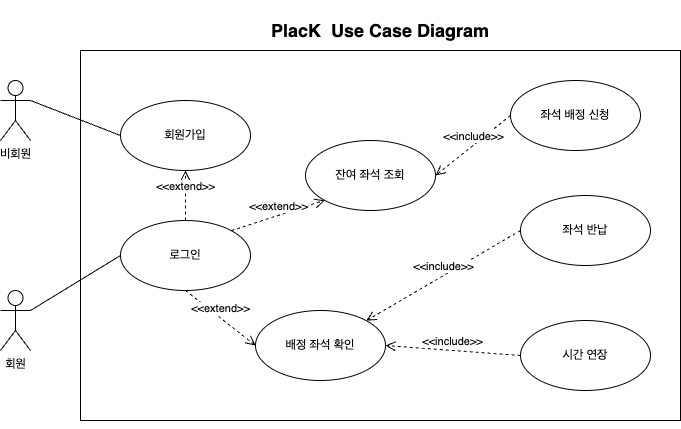 PlacK  Use Case Diagram
비회원
회원가입
<<extend>>
잔여 좌석 조회
<<include>>
좌석 배정 신청
<<extend>>
로그인
좌석 반납
<<include>>
회원
<<extend>>
배정 좌석 확인
<<include>>
시간 연장